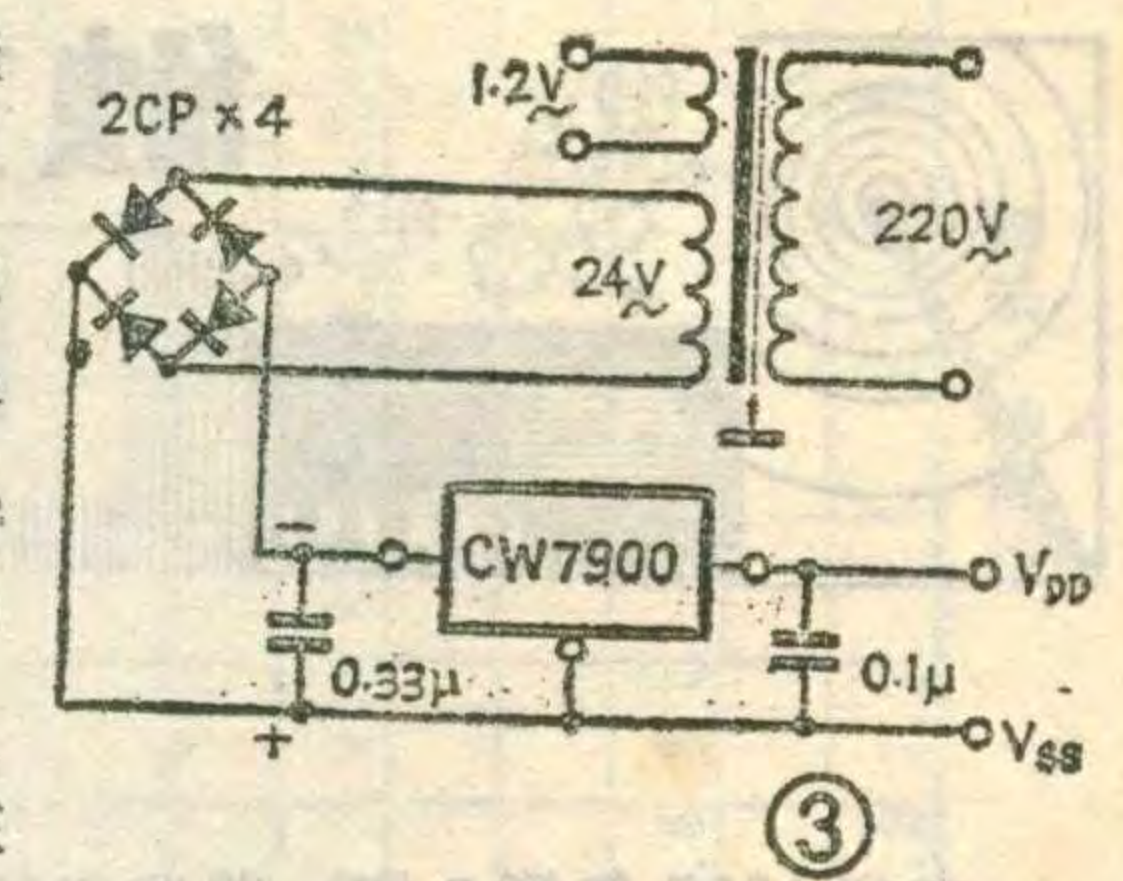 2CP × 4
1.2V
~
24V
~
220V
~
−
CW7900
VDD
0.33μ
0.1μ
+
VSS
③